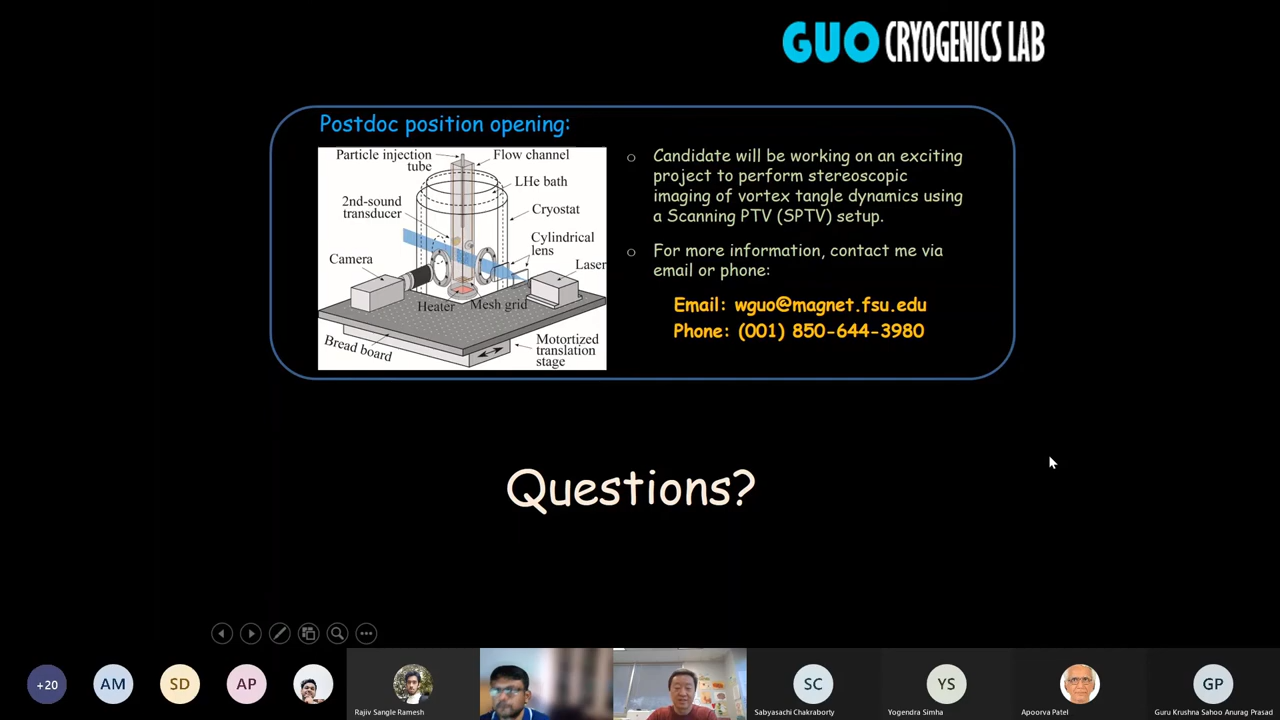 GUO CRYOGENICS LAB
Postdoc position opening:
Particle injection
tube
Flow channel
LHe bath
2nd-sound
transducer
Cryostat
Cylindrical
lens
Camera
Laser
Heater
Mesh grid
Bread board
Motorized
translation
stage
○ Candidate will be working on an exciting
project to perform stereoscopic
imaging of vortex tangle dynamics using
a Scanning PTV (SPTV) setup.
○ For more information, contact me via
email or phone:
Email: wguo@magnet.fsu.edu
Phone: (001) 850-644-3980
Questions?
+20
AM
SD
AP
Rajiv Sangle Ramesh
SC
Sabyasachi Chakraborty
YS
Yogendra Simha
Apoorva Patel
GP
Guru Krushna Sahoo Anurag Prasad